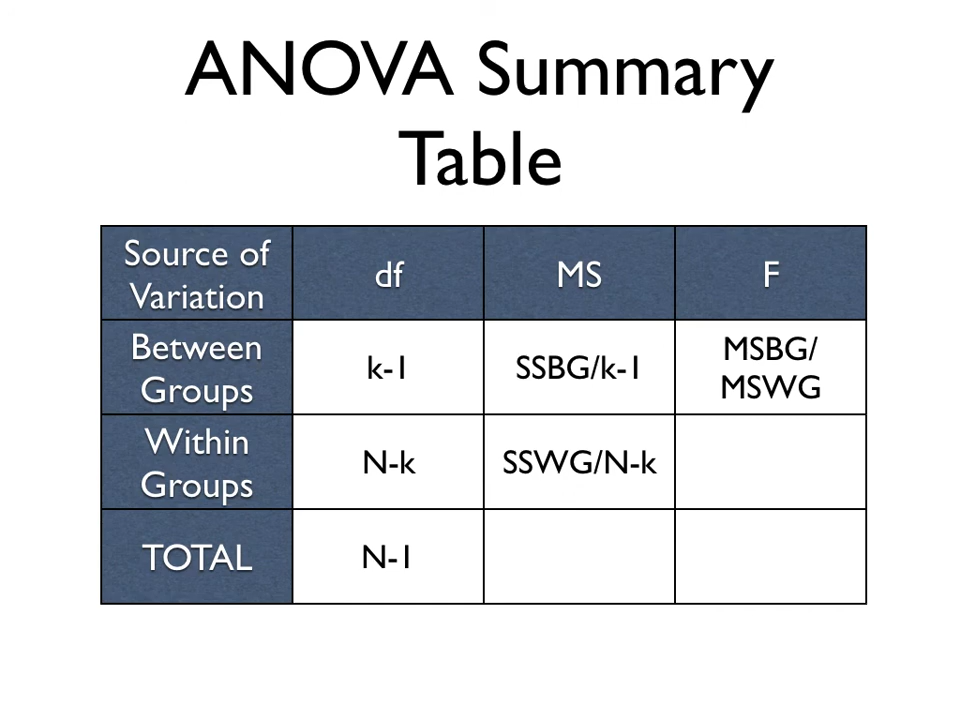 ANOVA Summary
Table
Source of
Variation
df
MS
F
Between
Groups
k-1
SSBG/k-1
MSBG/
MSWG
Within
Groups
N-k
SSWG/N-k
TOTAL
N-1